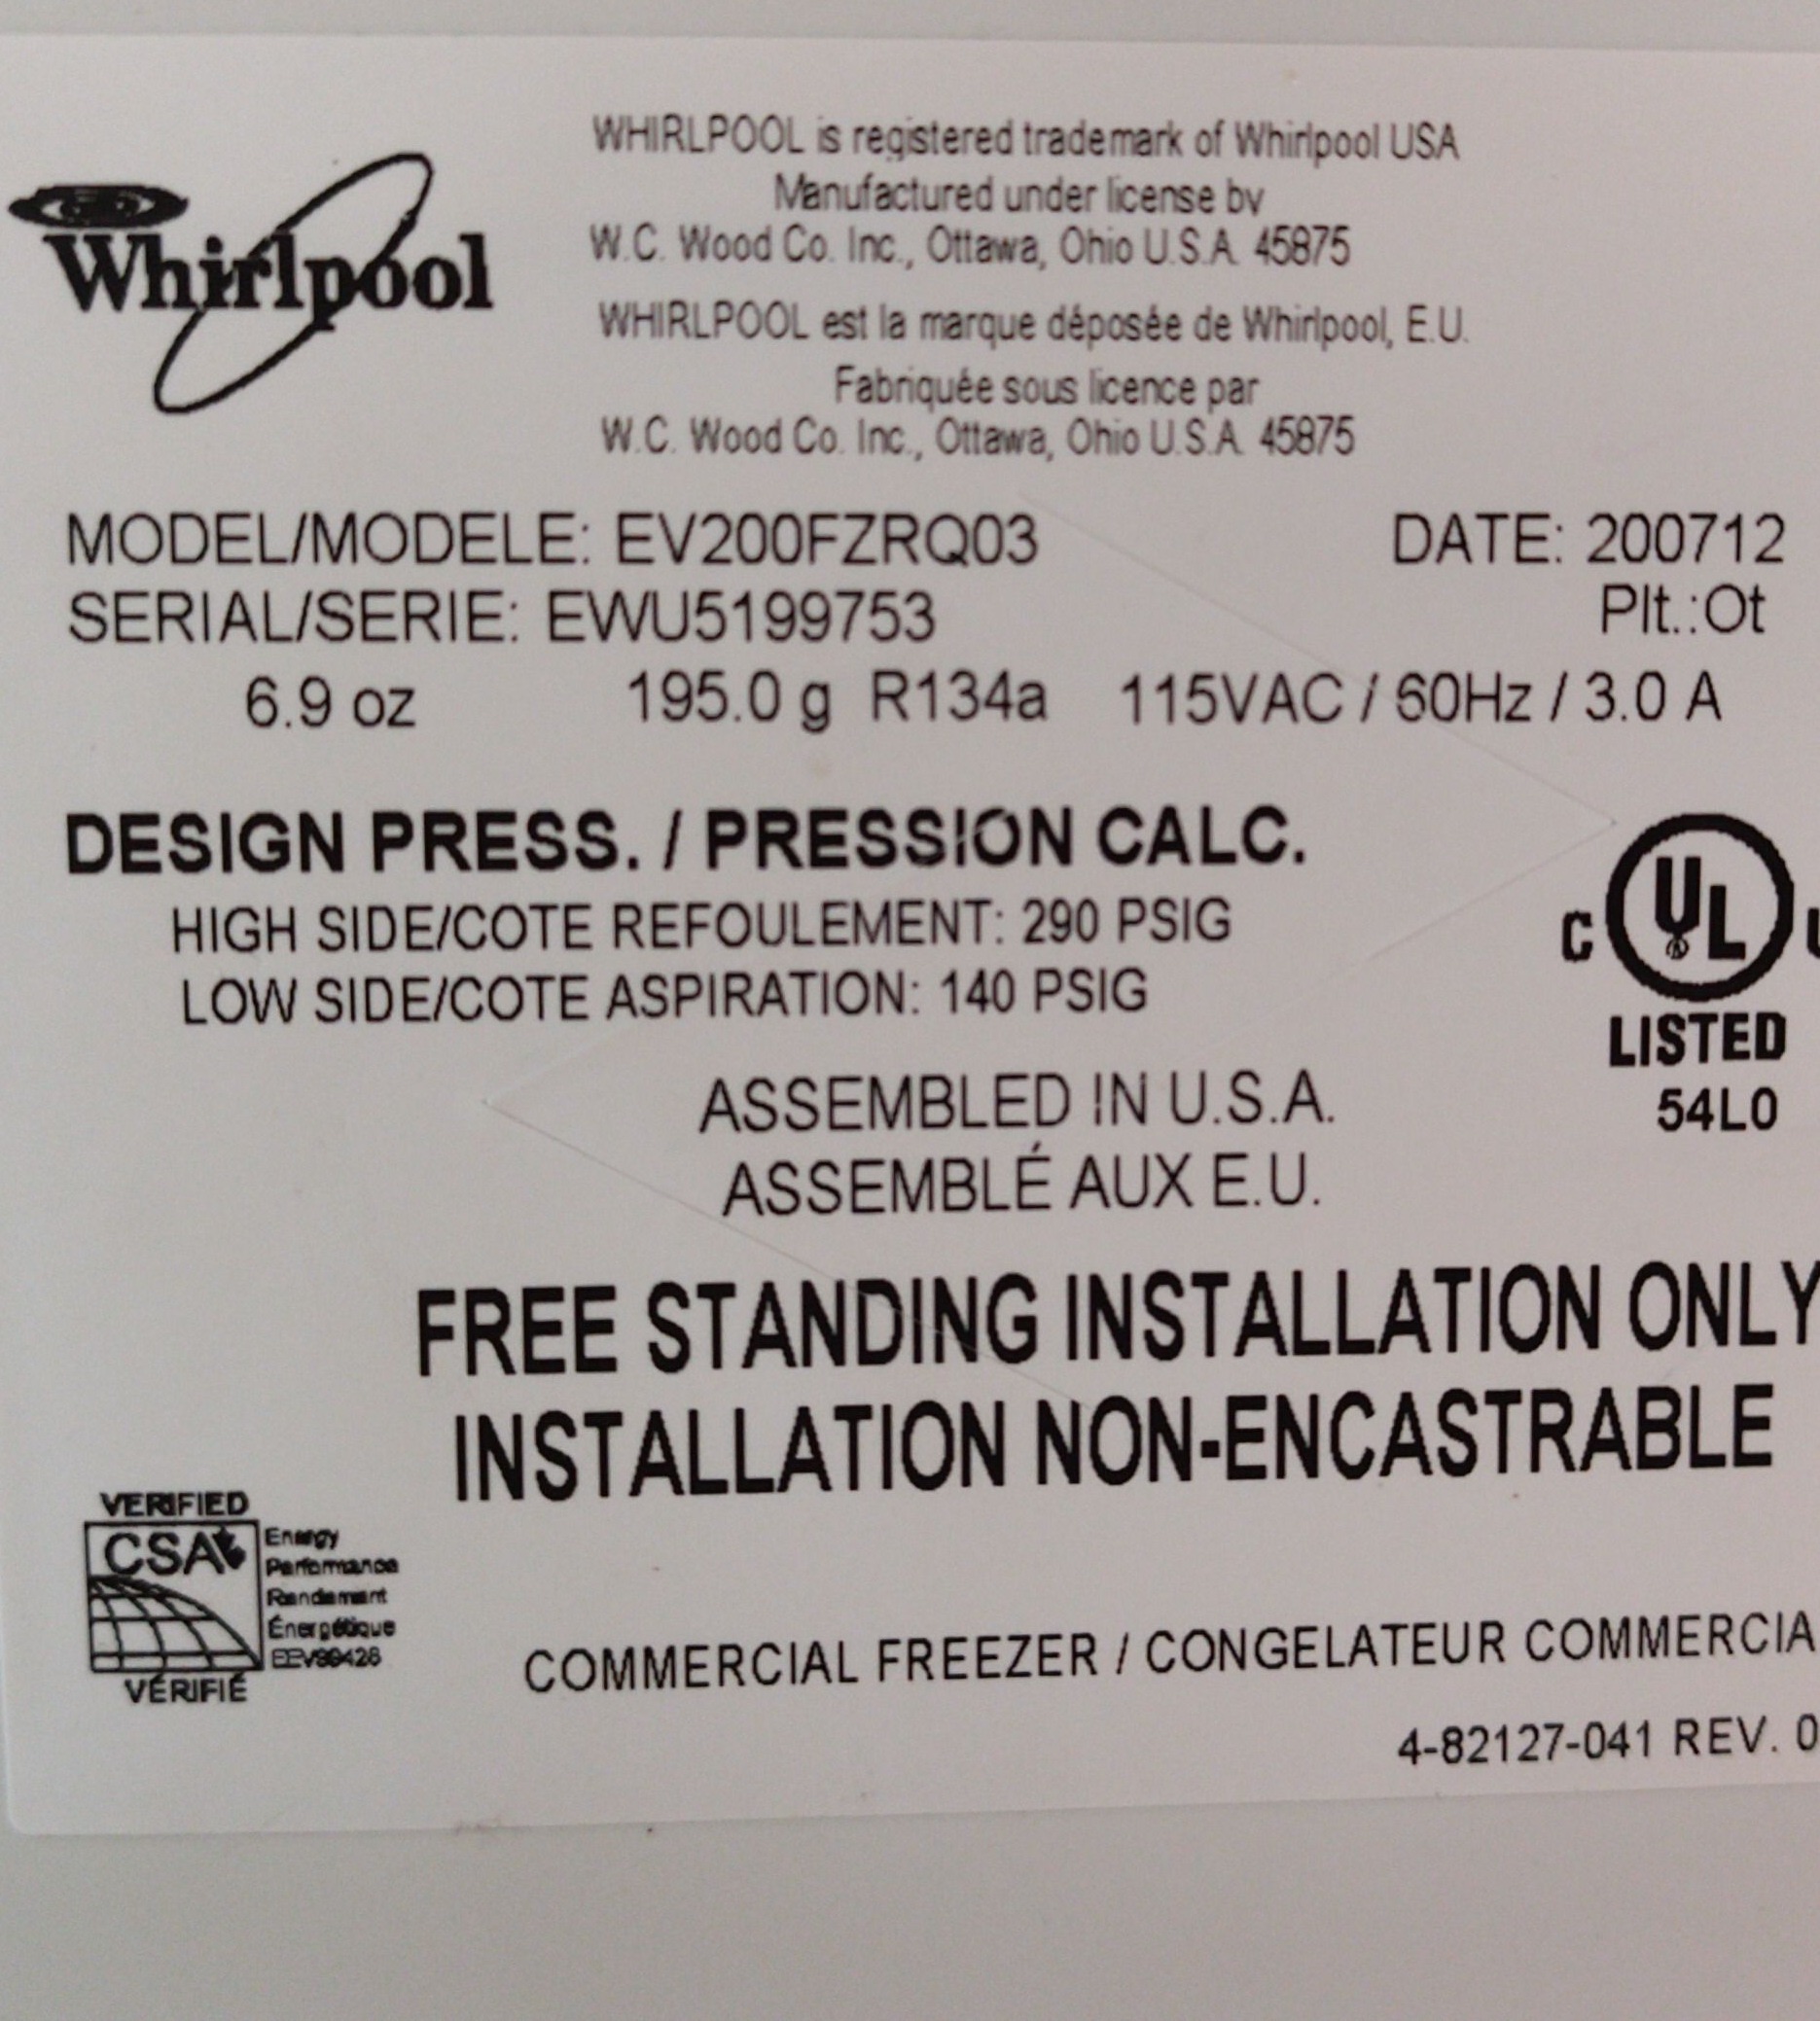 Whirlpool
WHIRLPOOL is registered trademark of Whirlpool USA
Manufactured under license by
W.C. Wood Co. Inc., Ottawa, Ohio U.S.A. 45875
WHIRLPOOL est la marque déposée de Whirlpool, E.U.
Fabriquée sous licence par
W.C. Wood Co. Inc., Ottawa, Ohio U.S.A. 45875
MODEL/MODELE: EV200FZRQ03 DATE: 200712
SERIAL/SERIE: EWU5199753 Plt.:Ot
6.9 oz 195.0 g R134a 115VAC / 60Hz / 3.0 A
DESIGN PRESS. / PRESSION CALC.
HIGH SIDE/COTE REFOULEMENT: 290 PSIG
LOW SIDE/COTE ASPIRATION: 140 PSIG
C UL
LISTED
54L0
ASSEMBLED IN U.S.A.
ASSEMBLÉ AUX E.U.
FREE STANDING INSTALLATION ONLY
INSTALLATION NON-ENCASTRABLE
VERIFIED
CSA
Energy
Performance
Rendement
Énergétique
VÉRIFIÉ
COMMERCIAL FREEZER / CONGELATEUR COMMERCIA
4-82127-041 REV. 0